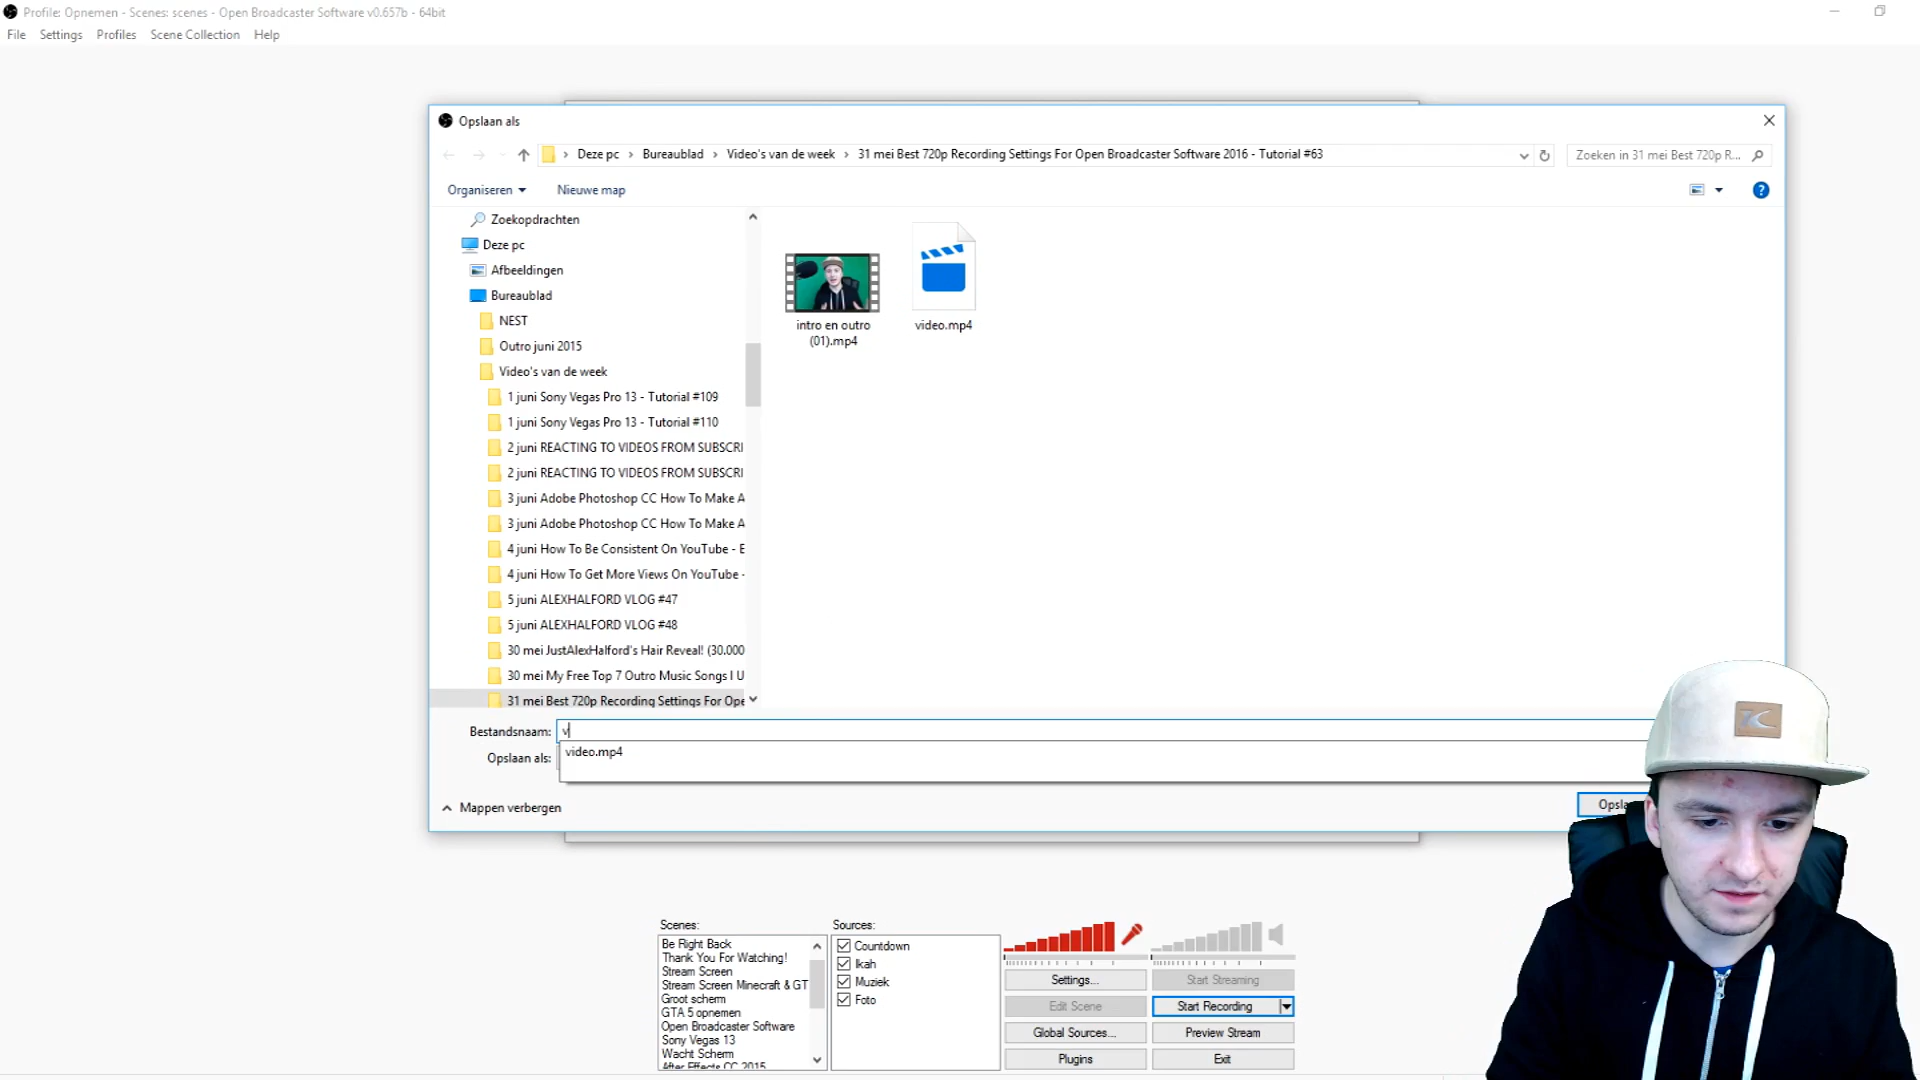 Profile: Opnemen - Scenes: scenes - Open Broadcaster Software v0.657b - 64bit
File Settings Profiles Scene Collection Help
Opslaan als
Deze pc › Bureaublad › Video's van de week › 31 mei Best 720p Recording Settings For Open Broadcaster Software 2016 - Tutorial #63
Zoeken in 31 mei Best 720p R...
Organiseren Nieuwe map
Zoekopdrachten
Deze pc
Afbeeldingen
Bureaublad
NEST
Outro juni 2015
Video's van de week
1 juni Sony Vegas Pro 13 - Tutorial #109
1 juni Sony Vegas Pro 13 - Tutorial #110
2 juni REACTING TO VIDEOS FROM SUBSCRI
2 juni REACTING TO VIDEOS FROM SUBSCRI
3 juni Adobe Photoshop CC How To Make A
3 juni Adobe Photoshop CC How To Make A
4 juni How To Be Consistent On YouTube - E
4 juni How To Get More Views On YouTube -
5 juni ALEXHALFORD VLOG #47
5 juni ALEXHALFORD VLOG #48
30 mei JustAlexHalford's Hair Reveal! (30.000
30 mei My Free Top 7 Outro Music Songs I U
31 mei Best 720p Recording Settings For Ope
intro en outro
(01).mp4
video.mp4
Bestandsnaam: v
video.mp4
Opslaan als:
Mappen verbergen
Opsla
Scenes:
Be Right Back
Thank You For Watching!
Stream Screen
Stream Screen Minecraft & GT
Groot scherm
GTA 5 opnemen
Open Broadcaster Software
Sony Vegas 13
Wacht Scherm
After Effects CC 2015
Sources:
Countdown
Ikah
Muziek
Foto
Settings... Start Streaming
Edit Scene Start Recording
Global Sources... Preview Stream
Plugins Exit